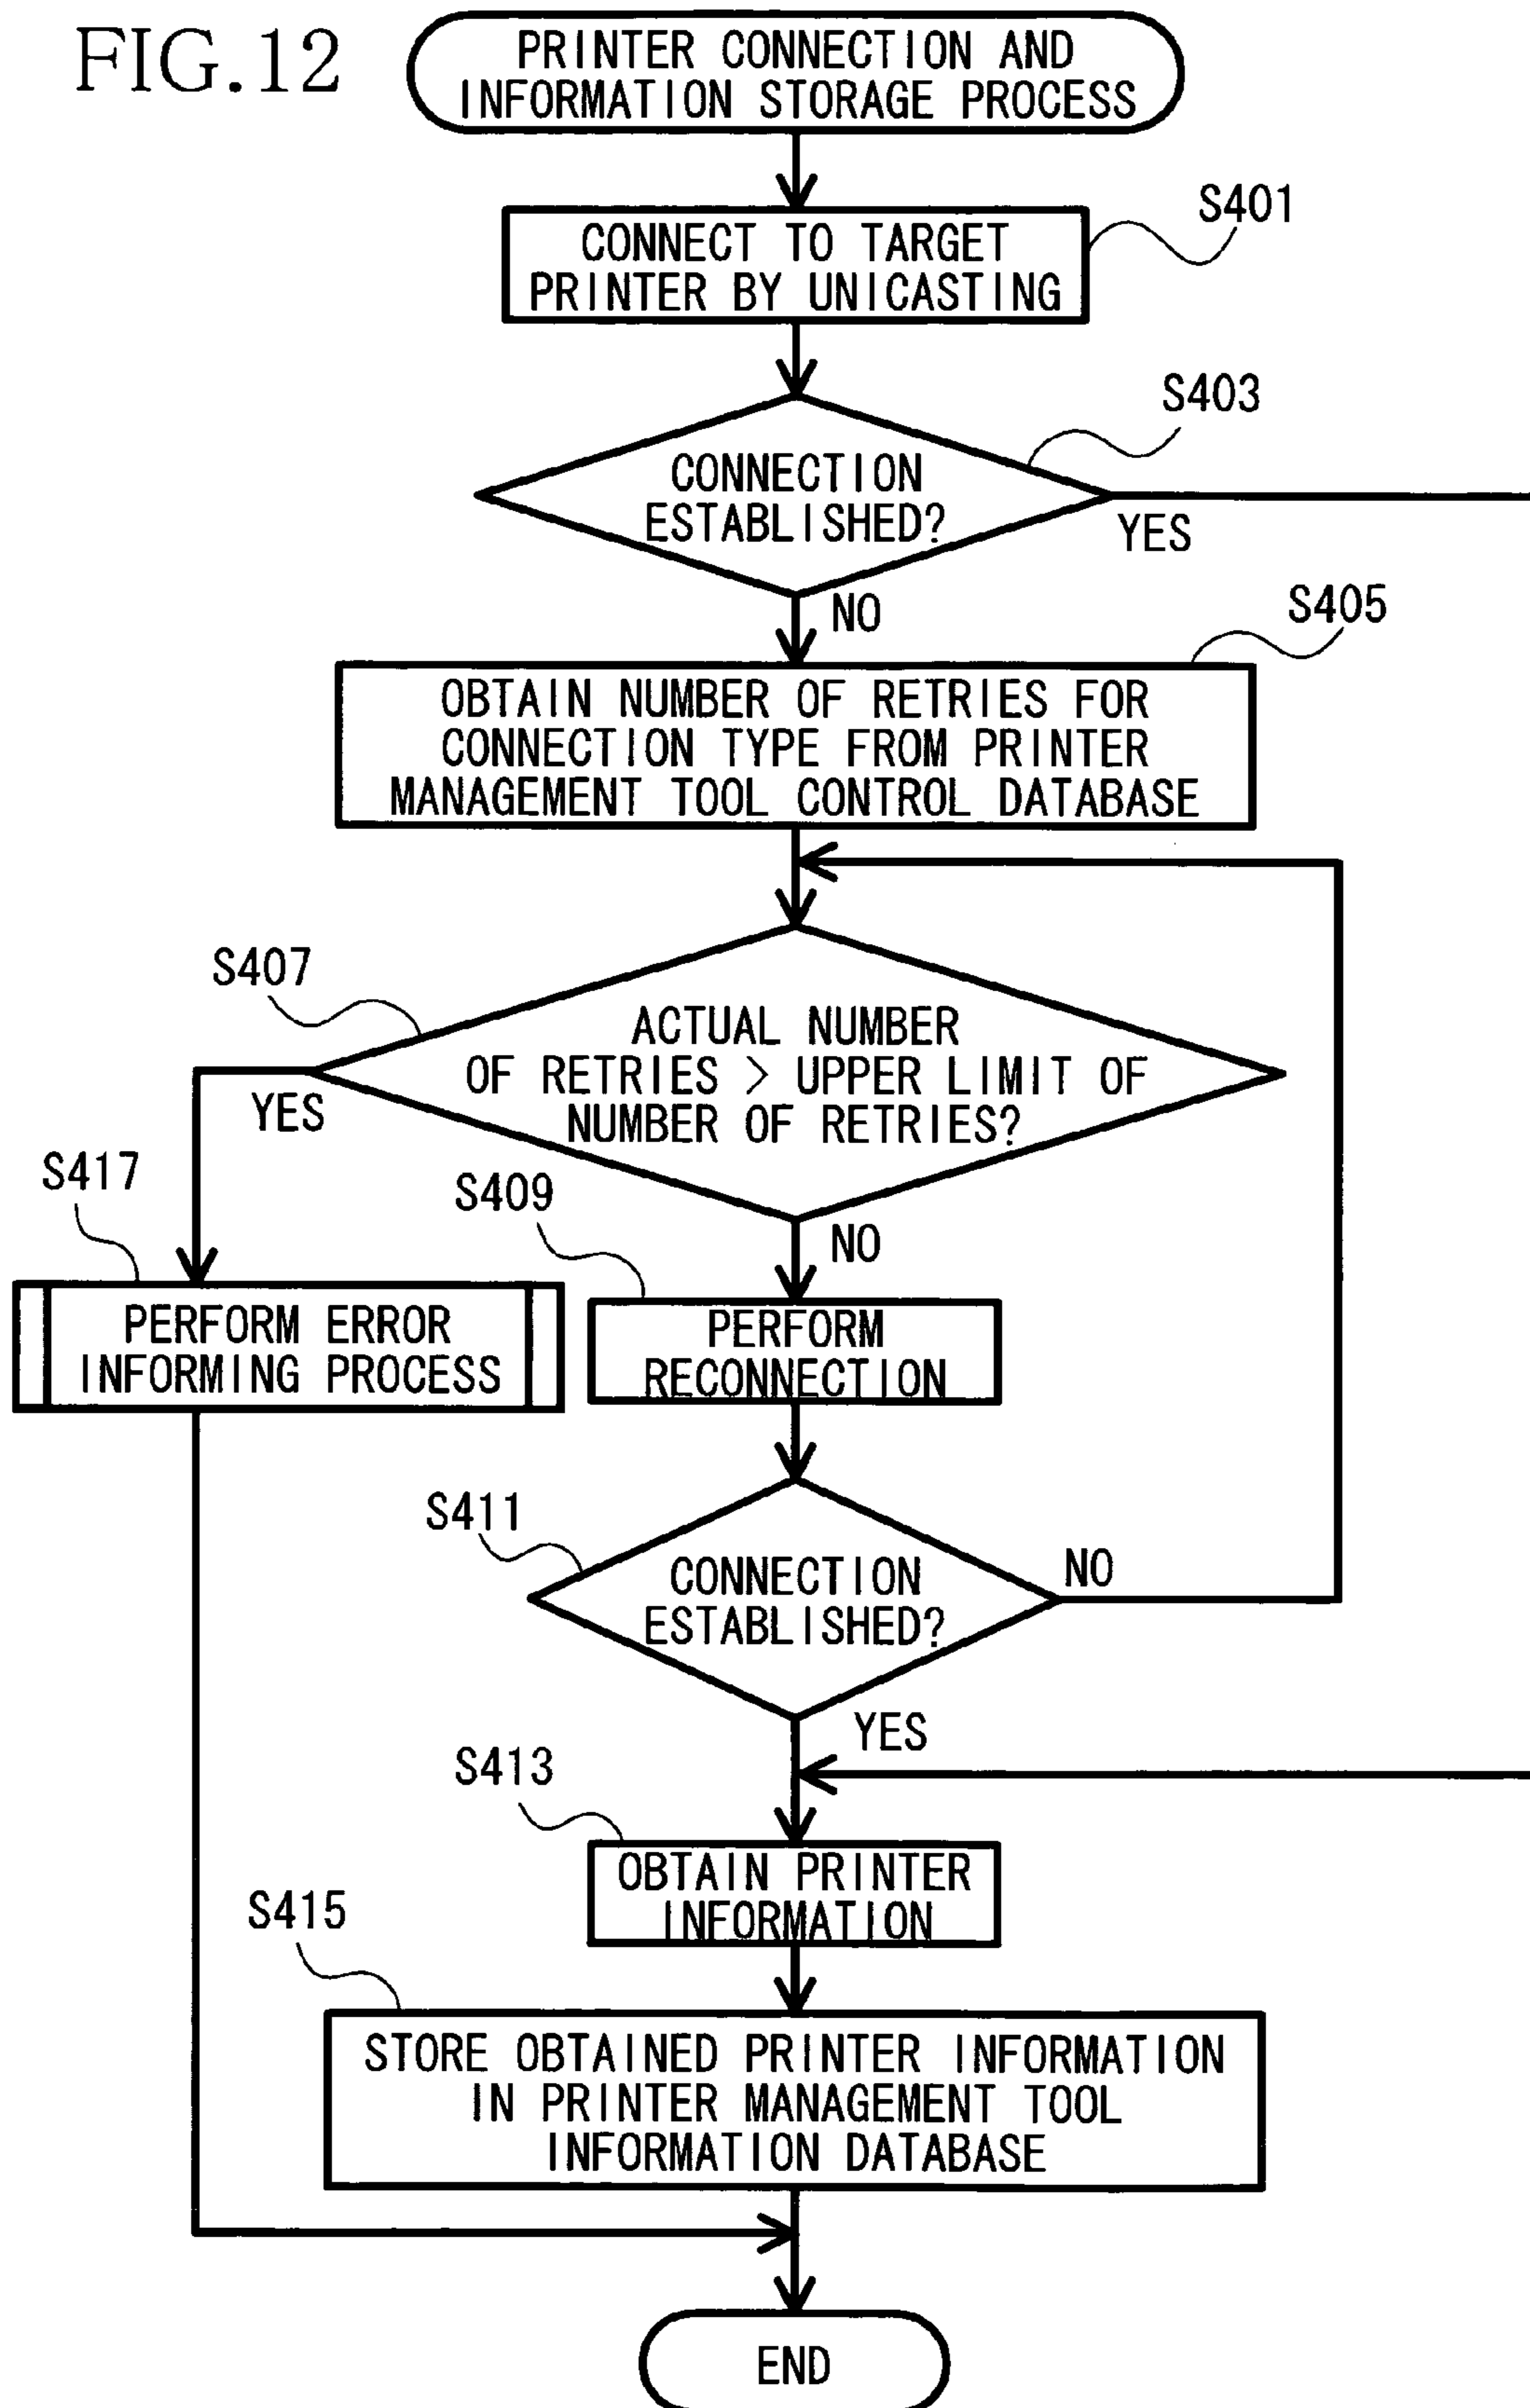 FIG.12
PRINTER CONNECTION AND
INFORMATION STORAGE PROCESS
S401
CONNECT TO TARGET
PRINTER BY UNICASTING
S403
CONNECTION
ESTABLISHED?
YES
NO
S405
OBTAIN NUMBER OF RETRIES FOR
CONNECTION TYPE FROM PRINTER
MANAGEMENT TOOL CONTROL DATABASE
S407
ACTUAL NUMBER
OF RETRIES > UPPER LIMIT OF
NUMBER OF RETRIES?
YES
NO
S417
PERFORM ERROR
INFORMING PROCESS
S409
PERFORM
RECONNECTION
S411
CONNECTION
ESTABLISHED?
NO
YES
S413
OBTAIN PRINTER
INFORMATION
S415
STORE OBTAINED PRINTER INFORMATION
IN PRINTER MANAGEMENT TOOL
INFORMATION DATABASE
END